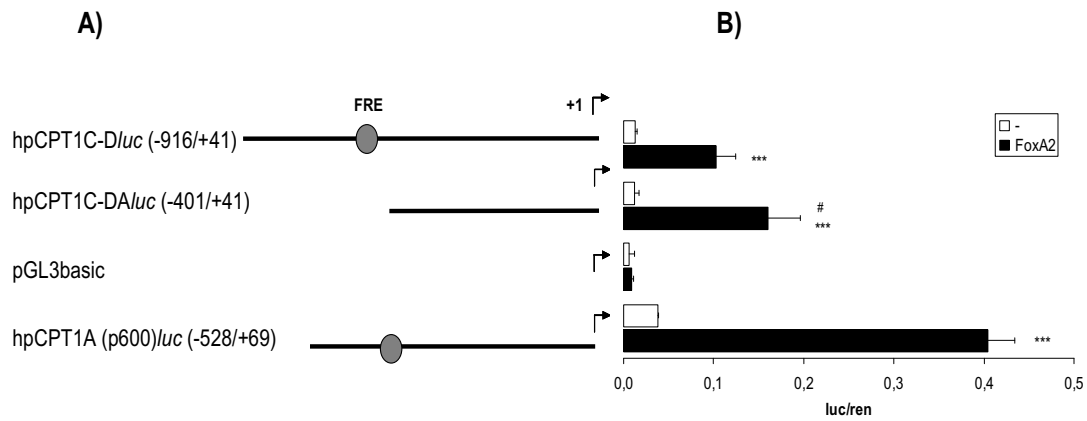 A)
B)
FRE
+1
hpCPT1C-Dluc (-916/+41)
-
FoxA2
***
hpCPT1C-DAluc (-401/+41)
#
***
pGL3basic
hpCPT1A (p600)luc (-528/+69)
***
0,0 0,1 0,2 0,3 0,4 0,5
luc/ren